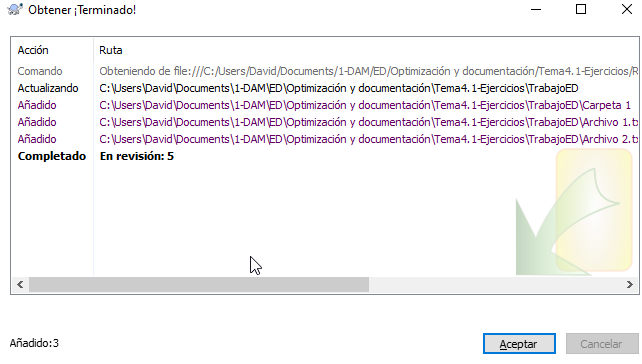 Obtener ¡Terminado!
Acción Ruta
Comando Obteniendo de file:///C:/Users/David/Documents/1-DAM/ED/Optimización y documentación/Tema4.1-Ejercicios/R
Actualizando C:\Users\David\Documents\1-DAM\ED\Optimización y documentación\Tema4.1-Ejercicios\TrabajoED
Añadido C:\Users\David\Documents\1-DAM\ED\Optimización y documentación\Tema4.1-Ejercicios\TrabajoED\Carpeta 1
Añadido C:\Users\David\Documents\1-DAM\ED\Optimización y documentación\Tema4.1-Ejercicios\TrabajoED\Archivo 1.tx
Añadido C:\Users\David\Documents\1-DAM\ED\Optimización y documentación\Tema4.1-Ejercicios\TrabajoED\Archivo 2.tx
Completado En revisión: 5
Añadido:3 Aceptar Cancelar